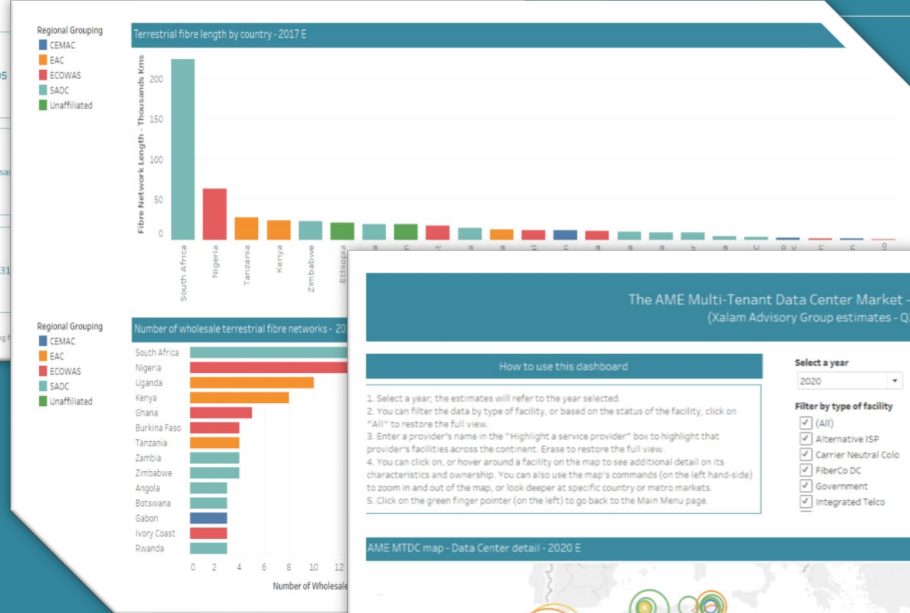 Regional Grouping
CEMAC
EAC
ECOWAS
SADC
Unaffiliated
Terrestrial fibre length by country - 2017 E
Fibre Network Length - Thousands Kms
200
150
100
50
0
South Africa
Nigeria
Tanzania
Kenya
Zimbabwe
Ethiopia
Regional Grouping
CEMAC
EAC
ECOWAS
SADC
Unaffiliated
Number of wholesale terrestrial fibre networks - 20
South Africa
Nigeria
Uganda
Kenya
Ghana
Burkina Faso
Tanzania
Zambia
Zimbabwe
Angola
Botswana
Gabon
Ivory Coast
Rwanda
0 2 4 6 8 10 12
Number of Wholesale
The AME Multi-Tenant Data Center Market -
(Xalam Advisory Group estimates - Q
How to use this dashboard
1. Select a year; the estimates will refer to the year selected.
2. You can filter the data by type of facility, or based on the status of the facility, click on
"All" to restore the full view.
3. Enter a provider's name in the "Highlight a service provider" box to highlight that
provider's facilities across the continent. Erase to restore the full view.
4. You can click on, or hover around a facility on the map to see additional detail on its
characteristics and ownership. You can also use the map's commands (on the left hand-side)
to zoom in and out of the map, or look deeper at specific country or metro markets.
5. Click on the green finger pointer (on the left) to go back to the Main Menu page.
Select a year
2020
Filter by type of facility
(All)
Alternative ISP
Carrier Neutral Colo
FiberCo DC
Government
Integrated Telco
AME MTDC map - Data Center detail - 2020 E